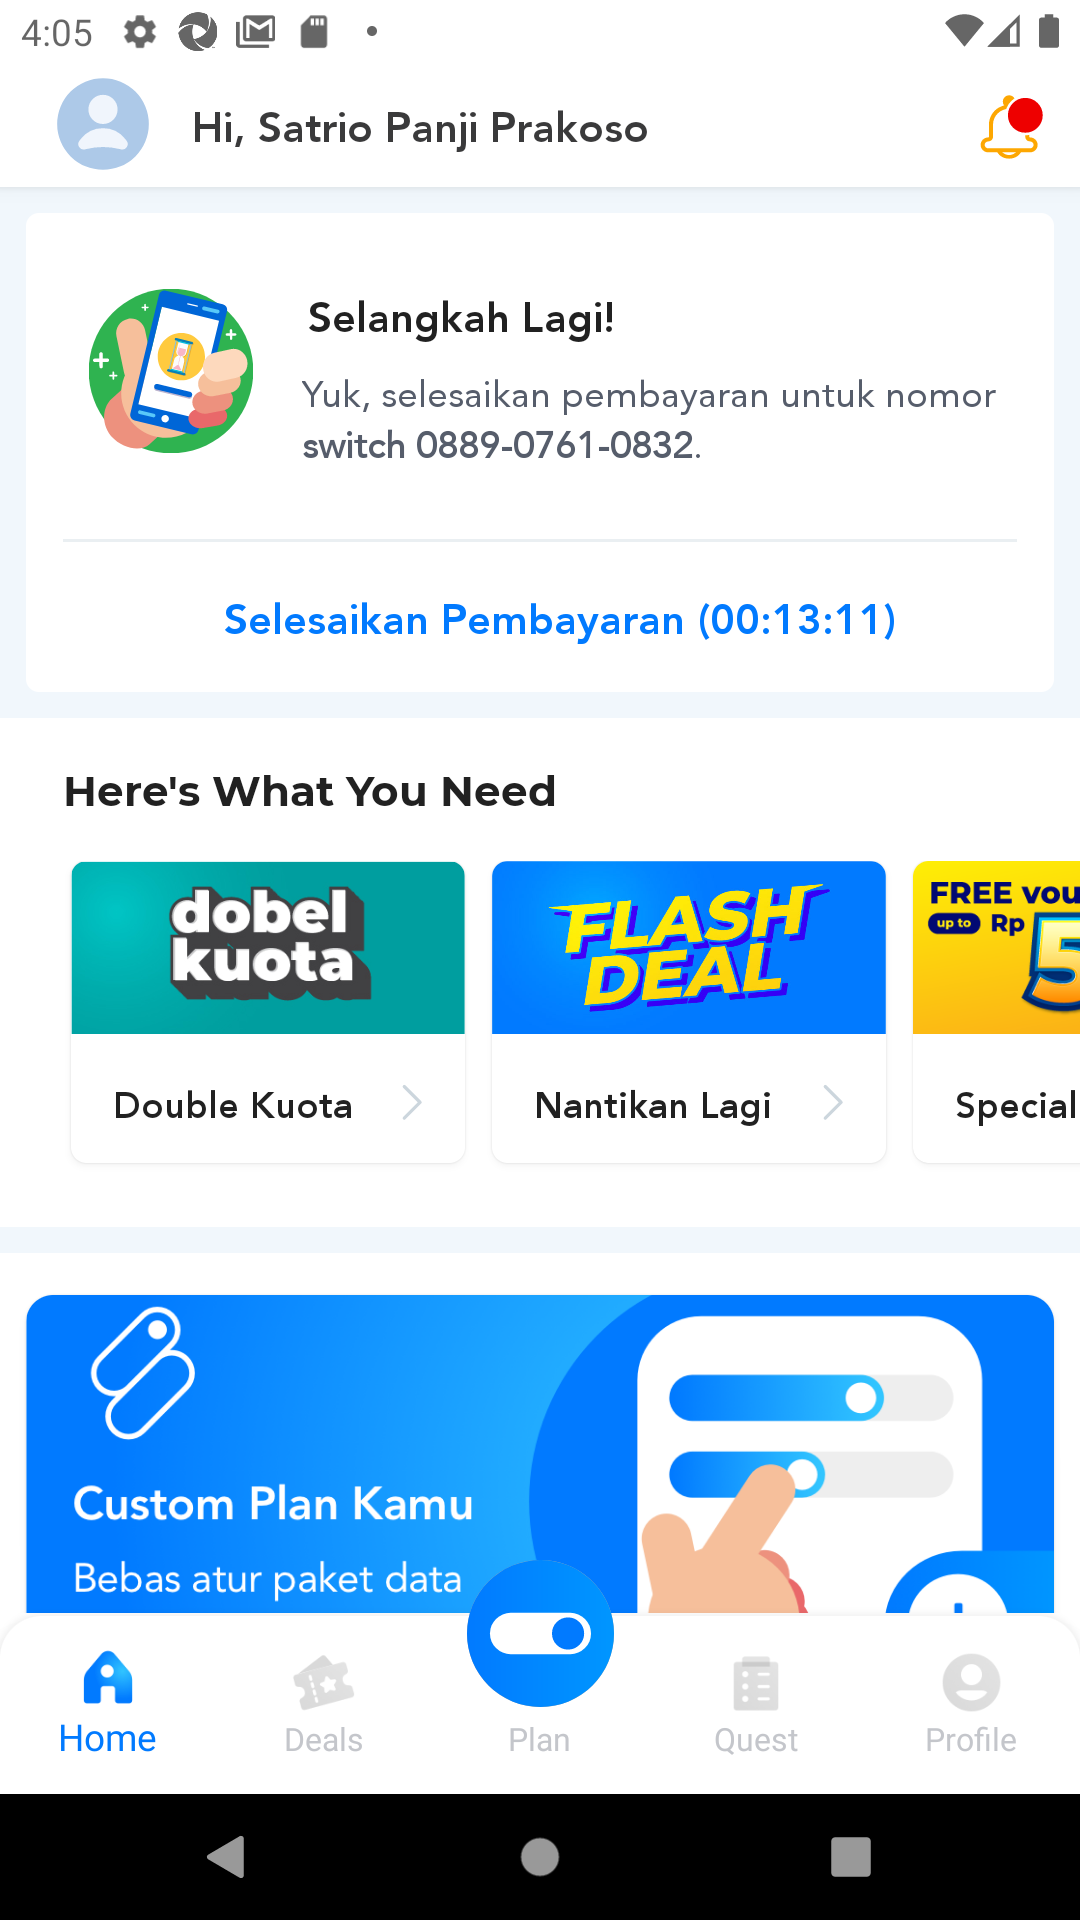 4:05
Hi, Satrio Panji Prakoso
Selangkah Lagi!
Yuk, selesaikan pembayaran untuk nomor
switch 0889-0761-0832.
Selesaikan Pembayaran (00:13:11)
Here's What You Need
dobel
kuota
Double Kuota
FLASH
DEAL
Nantikan Lagi
FREE vou
up to Rp 5
Special
Custom Plan Kamu
Bebas atur paket data
Home
Deals
Plan
Quest
Profile